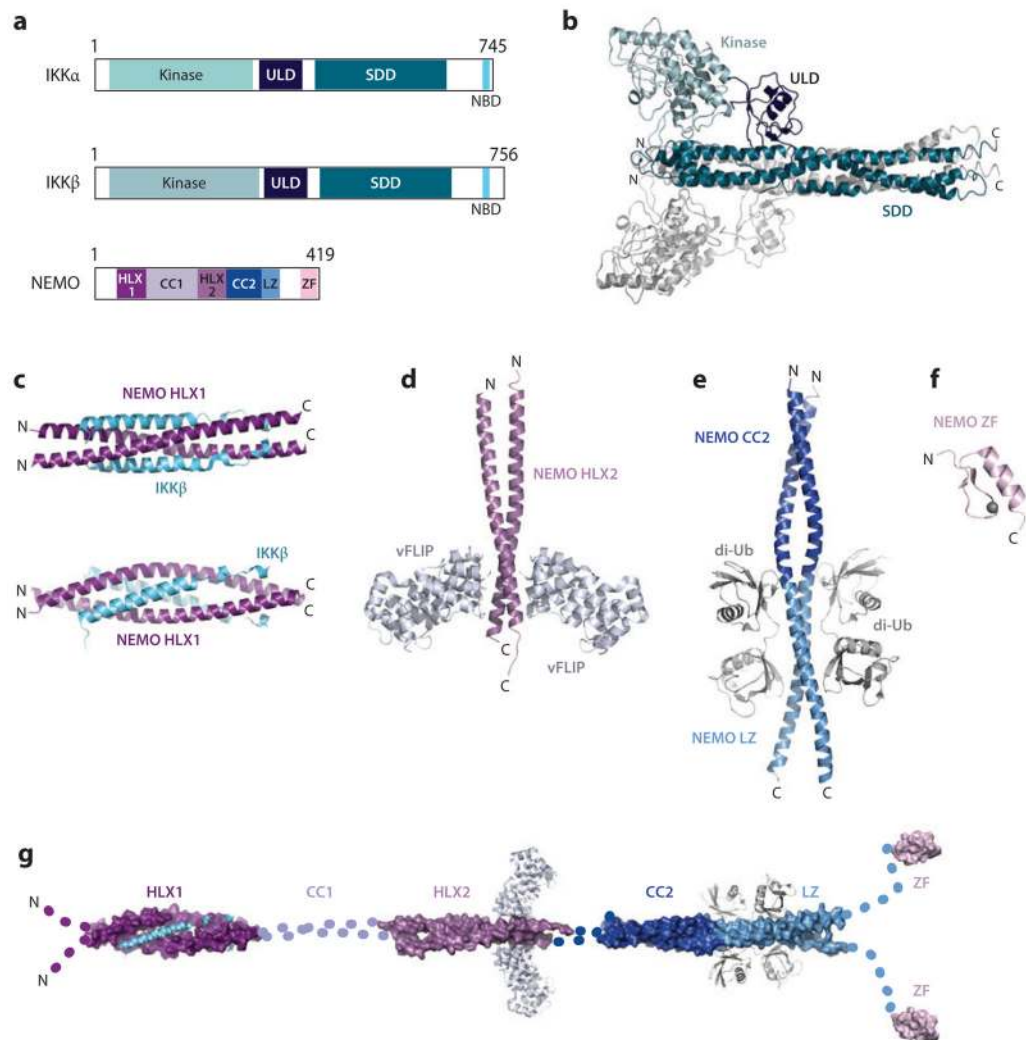 a
1 745
IKKα Kinase ULD SDD
NBD
1 756
IKKβ Kinase ULD SDD
NBD
1 419
NEMO HLX 1 CC1 HLX 2 CC2 LZ ZF
b
Kinase
ULD
N
N
C
C
SDD
c
NEMO HLX1
N
N
C
C
IKKβ
IKKβ
N
N
C
C
NEMO HLX1
d
N
N
NEMO HLX2
vFLIP
vFLIP
C
C
e
N
N
NEMO CC2
di-Ub
di-Ub
NEMO LZ
C
C
f
NEMO ZF
N
C
g
N
N
HLX1
CC1
HLX2
CC2
LZ
ZF
ZF